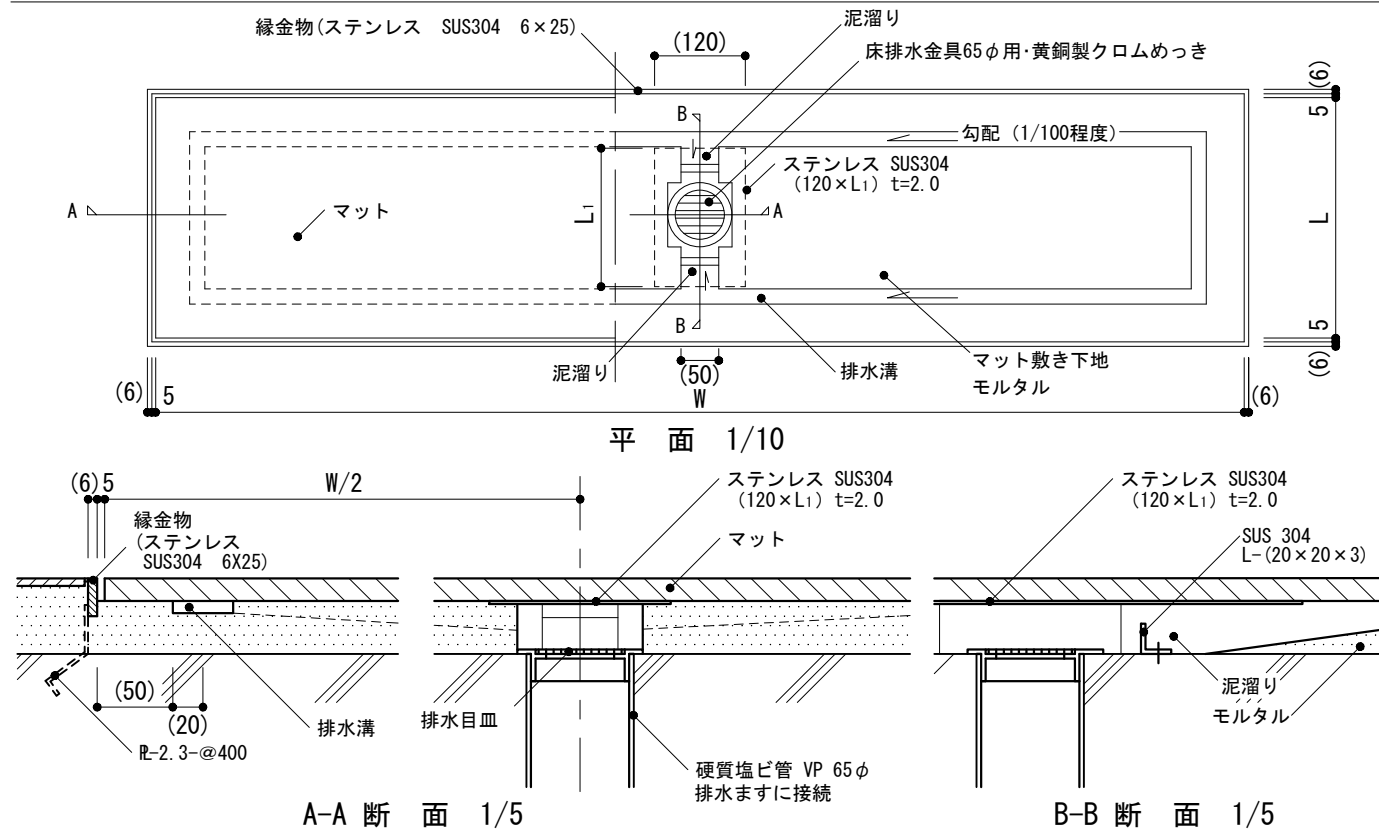 縁金物(ステンレス SUS304 6×25)
(120)
泥溜り
床排水金具65φ用･黄銅製クロムめっき
(6)
5
B
勾配 (1/100程度)
ステンレス SUS304
(120×L1) t=2.0
A
マット
L1
A
L
B
5
(6)
泥溜り
(50)
排水溝
マット敷き下地
モルタル
(6)
5
W
(6)
平 面 1/10
(6)
5
W/2
縁金物
(ステンレス
SUS304 6X25)
ステンレス SUS304
(120×L1) t=2.0
マット
ステンレス SUS304
(120×L1) t=2.0
SUS 304
L-(20×20×3)
(50)
(20)
排水溝
排水目皿
泥溜り
モルタル
PL-2.3-@400
硬質塩ビ管 VP 65φ
排水ますに接続
A-A 断 面 1/5
B-B 断 面 1/5